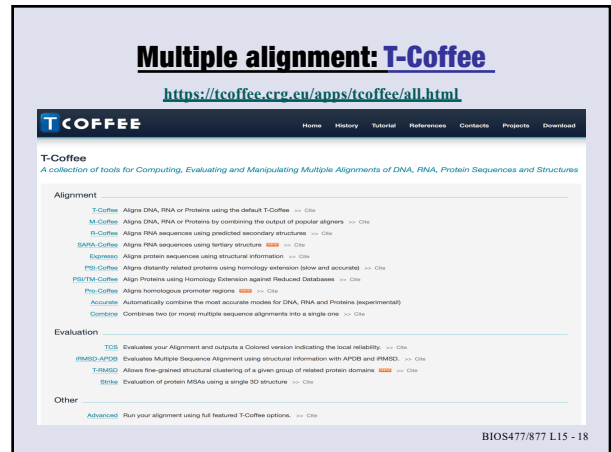 Multiple alignment: T-Coffee
https://tcoffee.crg.eu/apps/tcoffee/all.html
T COFFEE
Home History Tutorial References Contacts Projects Download
T-Coffee
A collection of tools for Computing, Evaluating and Manipulating Multiple Alignments of DNA, RNA, Protein Sequences and Structures
Alignment
T-Coffee Aligns DNA, RNA or Proteins using the default T-Coffee >> Cite
M-Coffee Aligns DNA, RNA or Proteins by combining the output of popular aligners >> Cite
R-Coffee Aligns RNA sequences using predicted secondary structures >> Cite
SARA-Coffee Aligns RNA sequences using tertiary structure >> Cite
Expresso Aligns protein sequences using structural information >> Cite
PSI-Coffee Aligns distantly related proteins using homology extension (slow and accurate) >> Cite
PSI/TM-Coffee Align Proteins using Homology Extension against Reduced Databases >> Cite
Pro-Coffee Aligns homologous promoter regions >> Cite
Accurate Automatically combine the most accurate modes for DNA, RNA and Proteins (experimental!)
Combine Combines two (or more) multiple sequence alignments into a single one >> Cite
Evaluation
TCS Evaluates your Alignment and outputs a Colored version indicating the local reliability. >> Cite
iRMSD-APDB Evaluates Multiple Sequence Alignment using structural information with APDB and iRMSD. >> Cite
T-RMSD Allows fine-grained structural clustering of a given group of related protein domains >> Cite
Strike Evaluation of protein MSAs using a single 3D structure >> Cite
Other
Advanced Run your alignment using full featured T-Coffee options. >> Cite
BIOS477/877 L15 - 18